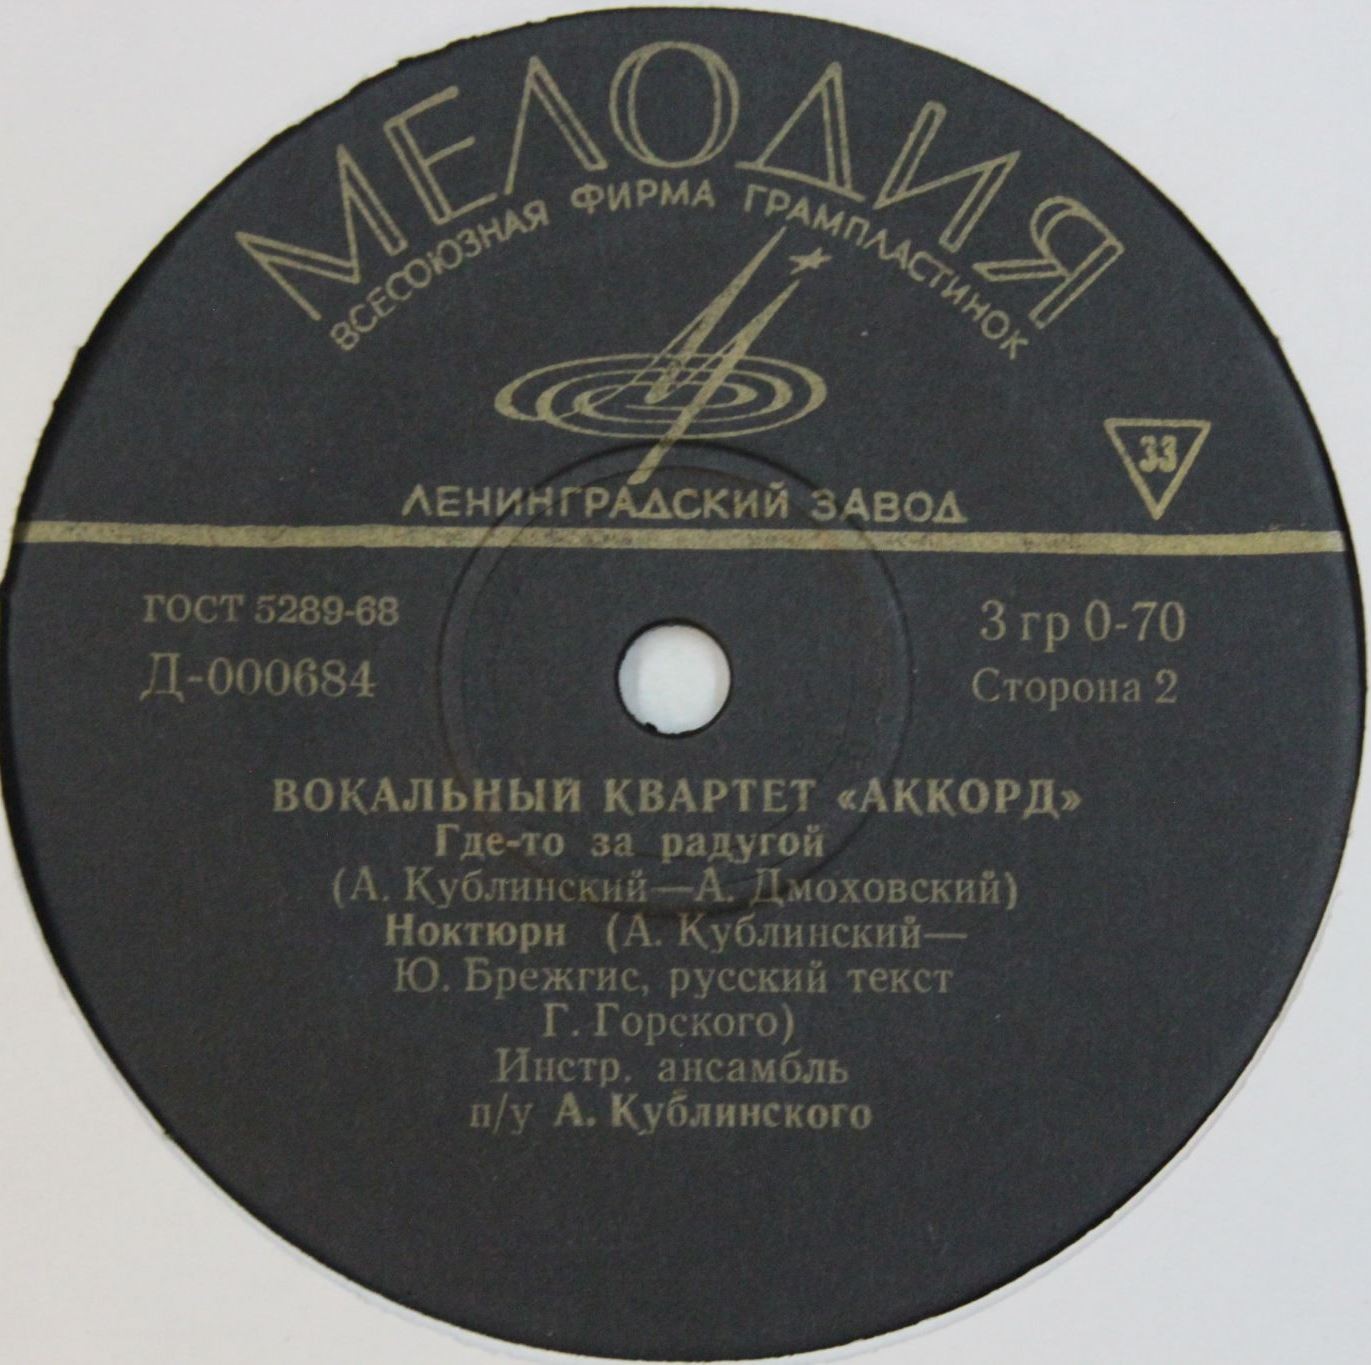 МЕЛОДИЯ
ВСЕСОЮЗНАЯ ФИРМА ГРАМПЛАСТИНОК
33
ЛЕНИНГРАДСКИЙ ЗАВОД
ГОСТ 5289-68
3 гр 0-70
Д-000684
Сторона 2
ВОКАЛЬНЫЙ КВАРТЕТ «АККОРД»
Где-то за радугой
(А. Кублинский—А. Дмоховский)
Ноктюрн (А. Кублинский—
Ю. Брежгис, русский текст
Г. Горского)
Инстр. ансамбль
п/у А. Кублинского